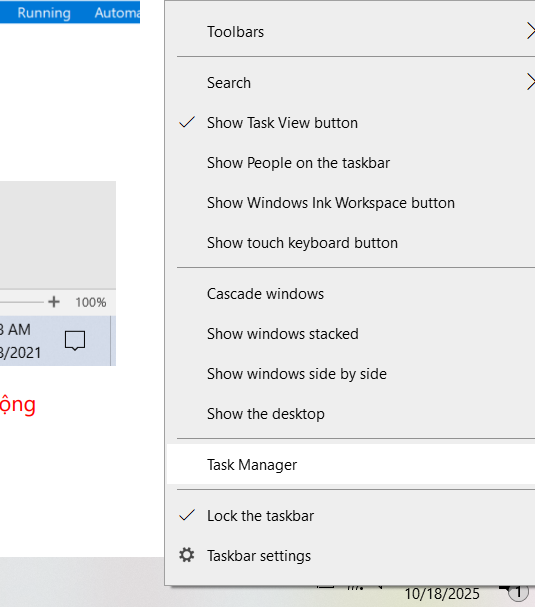 Running Automa
Toolbars
Search
Show Task View button
Show People on the taskbar
Show Windows Ink Workspace button
Show touch keyboard button
100%
Cascade windows
3 AM
Show windows stacked
8/2021
Show windows side by side
ộng
Show the desktop
Task Manager
Lock the taskbar
Taskbar settings
10/18/2025
1